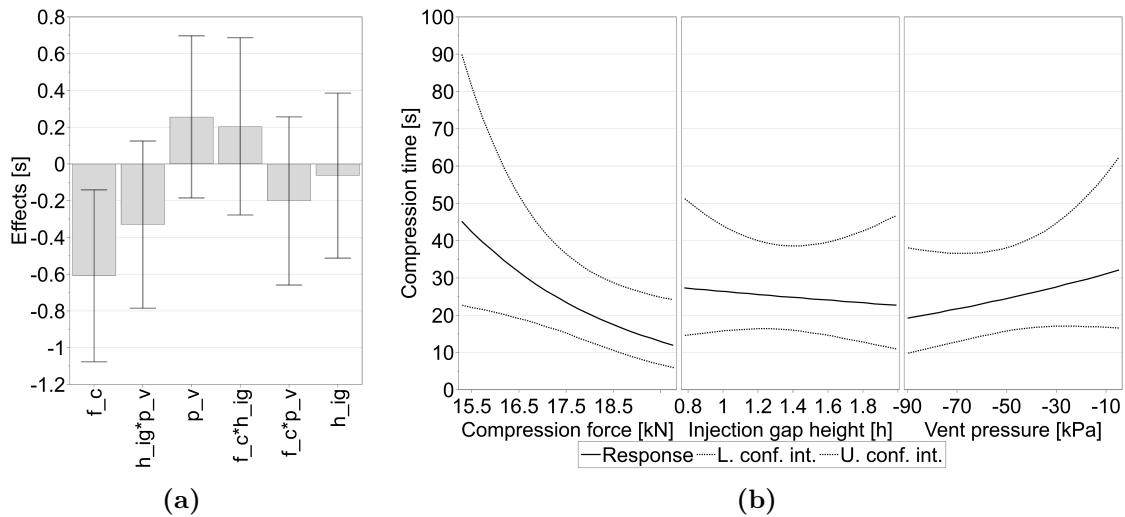 0.8
0.6
0.4
0.2
0
-0.2
-0.4
-0.6
-0.8
-1
-1.2
Effects [s]
f_c
h_ig*p_v
p_v
f_c*h_ig
f_c*p_v
h_ig
(a)
100
90
80
70
60
50
40
30
20
10
0
Compression time [s]
15.5 16.5 17.5 18.5
0.8 1 1.2 1.4 1.6 1.8 2
-90 -70 -50 -30 -10
Compression force [kN] Injection gap height [h] Vent pressure [kPa]
Response L. conf. int. U. conf. int.
(b)